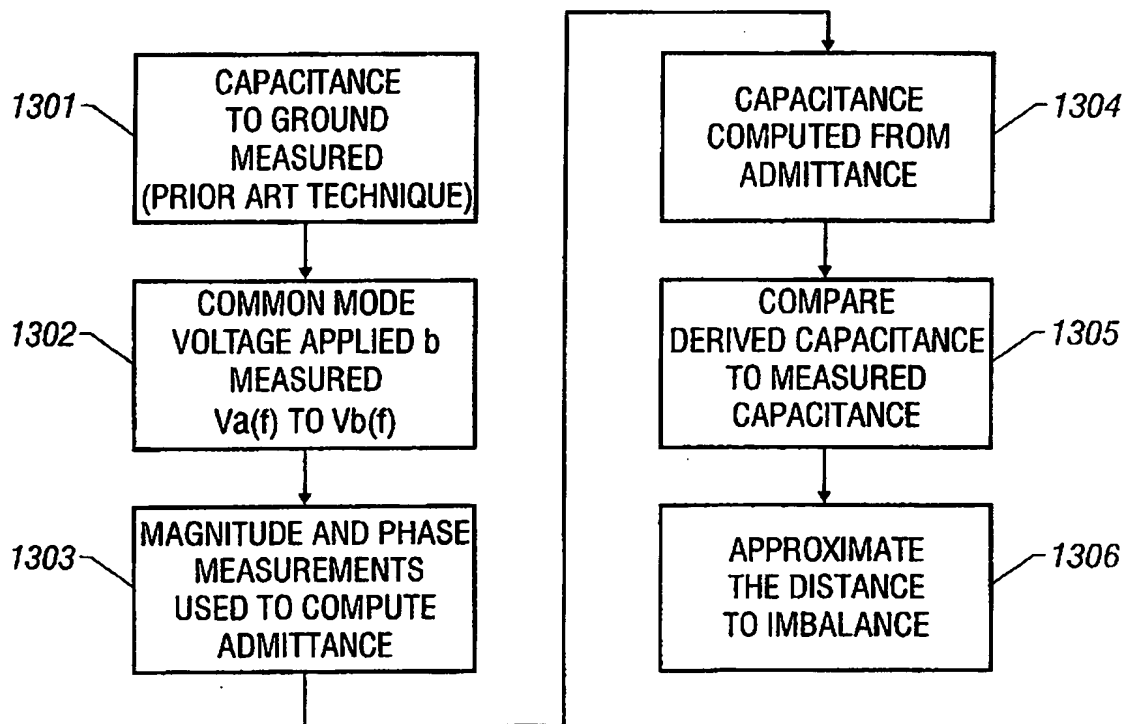 1301
CAPACITANCE
TO GROUND
MEASURED
(PRIOR ART TECHNIQUE)
1302
COMMON MODE
VOLTAGE APPLIED b
MEASURED
Va(f) TO Vb(f)
1303
MAGNITUDE AND PHASE
MEASUREMENTS
USED TO COMPUTE
ADMITTANCE
1304
CAPACITANCE
COMPUTED FROM
ADMITTANCE
1305
COMPARE
DERIVED CAPACITANCE
TO MEASURED
CAPACITANCE
1306
APPROXIMATE
THE DISTANCE
TO IMBALANCE